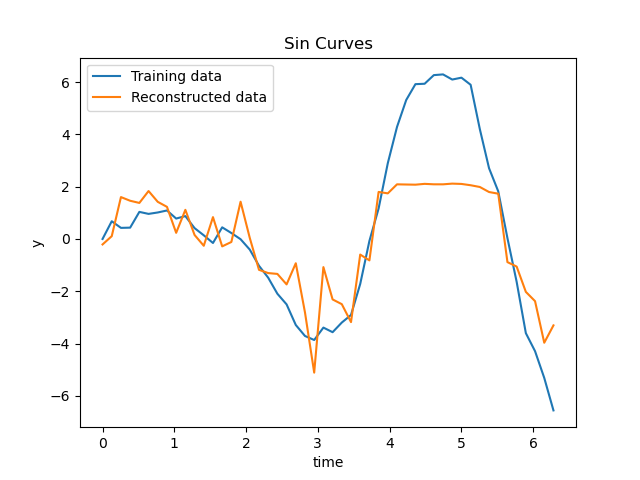 Sin Curves
Training data
Reconstructed data
y
6
4
2
0
−2
−4
−6
0 1 2 3 4 5 6
time